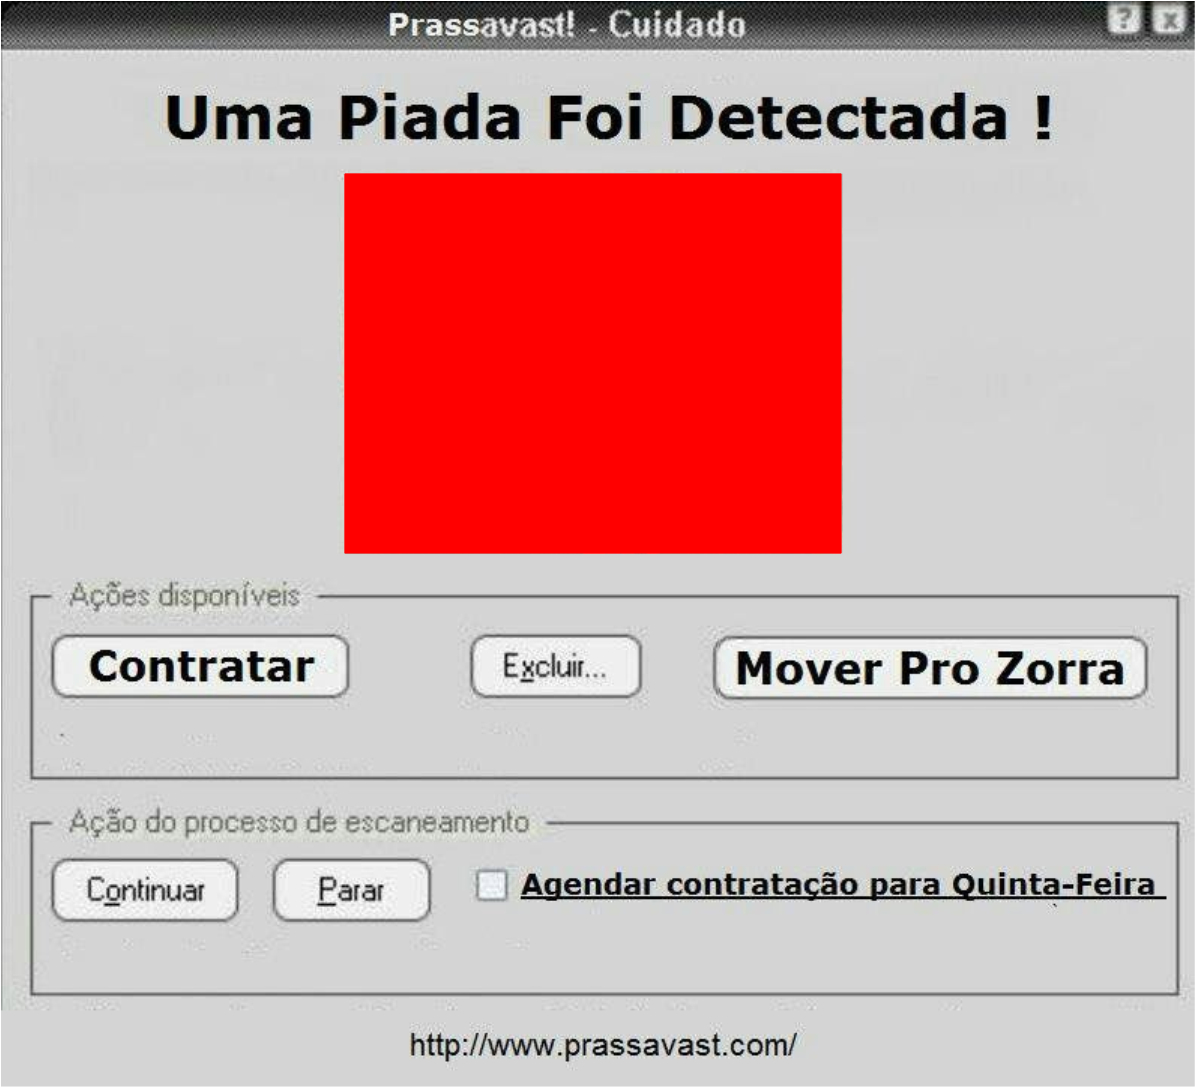 Prassavast! - Cuidado
? x
Uma Piada Foi Detectada !
Ações disponíveis
Contratar
Excluir...
Mover Pro Zorra
Ação do processo de escaneamento
Continuar
Parar
Agendar contratação para Quinta-Feira
http://www.prassavast.com/